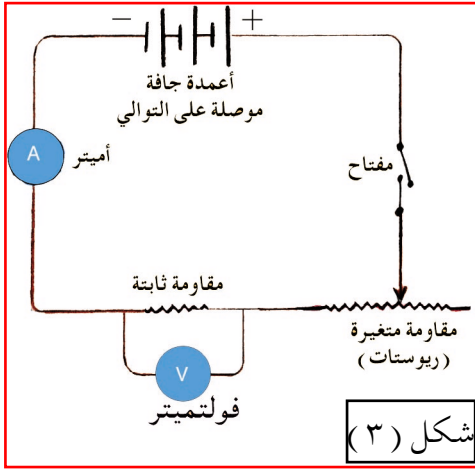 − +
أعمدة جافة
موصلة على التوالي
A
أميتر
مفتاح
مقاومة ثابتة
مقاومة متغيرة
(ريوستات)
V
فولتميتر
شكل (٣)